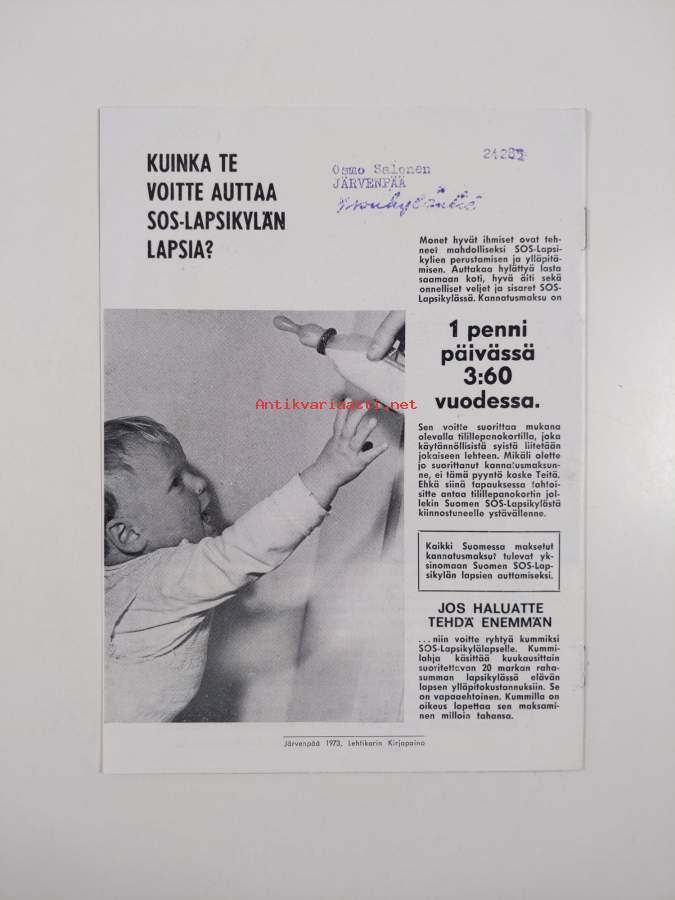 KUINKA TE
VOITTE AUTTAA
SOS-LAPSIKYLÄN
LAPSIA?
Osmo Salonen
JÄRVENPÄÄ
Monet hyvät ihmiset ovat teh-
neet mahdolliseksi SOS-Lapsi-
kylien perustamisen ja ylläpitä-
misen. Auttakaa hylättyä lasta
saamaan koti, hyvä äiti sekä
onnelliset veljet ja sisaret SOS-
Lapsikylässä. Kannatusmaksu on
1 penni
päivässä
3:60
vuodessa.
Sen voitte suorittaa mukana
olevalla tilillepanokortilla, joka
käytännöllisistä syistä liitetään
jokaiseen lehteen. Mikäli olette
jo suorittanut kannatusmaksun-
ne, ei tämä pyyntö koske Teitä.
Ehkä siinä tapauksessa tahtoi-
sitte antaa tilillepanokortin jol-
lekin Suomen SOS-Lapsikylästä
kiinnostuneelle ystävällenne.
Kaikki Suomessa maksetut
kannatusmaksut tulevat yk-
sinomaan Suomen SOS-Lap-
sikylän lapsien auttamiseksi.
JOS HALUATTE
TEHDÄ ENEMMÄN
...niin voitte ryhtyä kummiksi
SOS-Lapsikylälapselle. Kummi-
lahja käsittää kuukausittain
suoritettavan 20 markan raha-
summan lapsikylässä elävän
lapsen ylläpitokustannuksiin. Se
on vapaaehtoinen. Kummilla on
oikeus lopettaa sen maksami-
nen milloin tahansa.
Järvenpää 1973, Lehtikarin Kirjapaino
Antikvariaatti.net